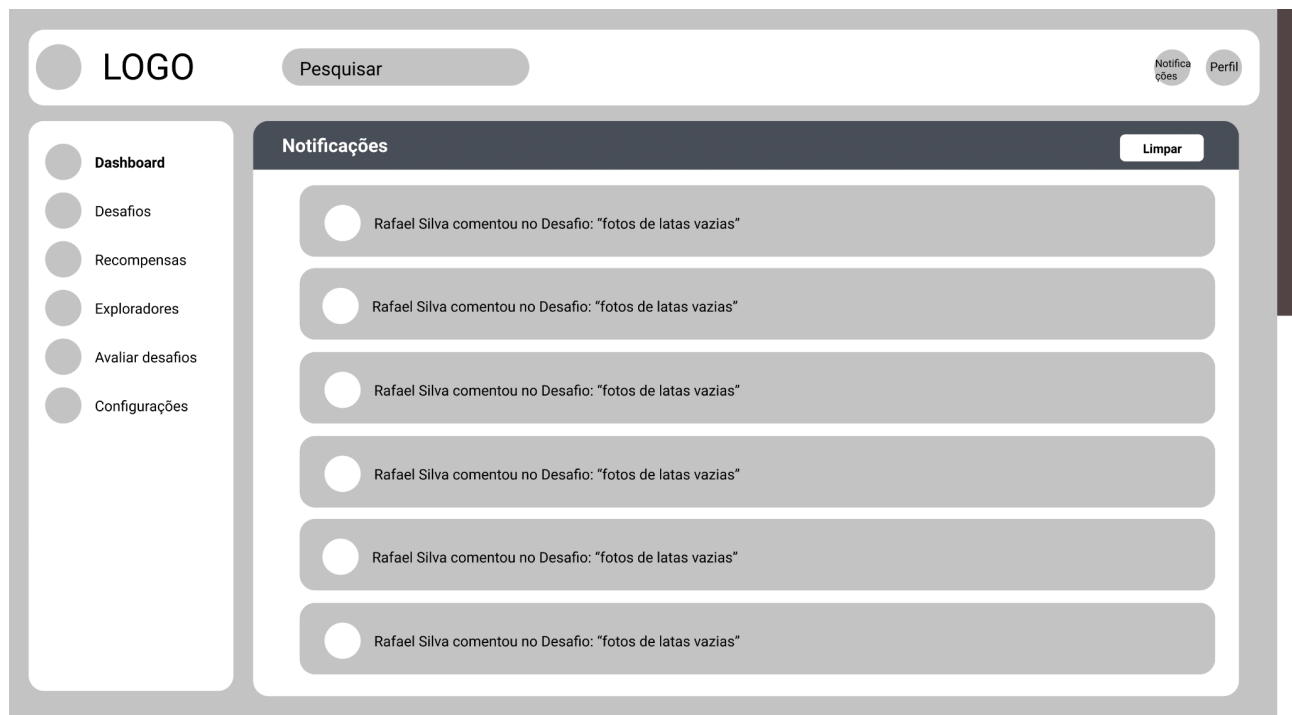 LOGO
Pesquisar
Notifica
ções
Perfil
Dashboard
Desafios
Recompensas
Exploradores
Avaliar desafios
Configurações
Notificações
Limpar
Rafael Silva comentou no Desafio: “fotos de latas vazias”
Rafael Silva comentou no Desafio: “fotos de latas vazias”
Rafael Silva comentou no Desafio: “fotos de latas vazias”
Rafael Silva comentou no Desafio: “fotos de latas vazias”
Rafael Silva comentou no Desafio: “fotos de latas vazias”
Rafael Silva comentou no Desafio: “fotos de latas vazias”